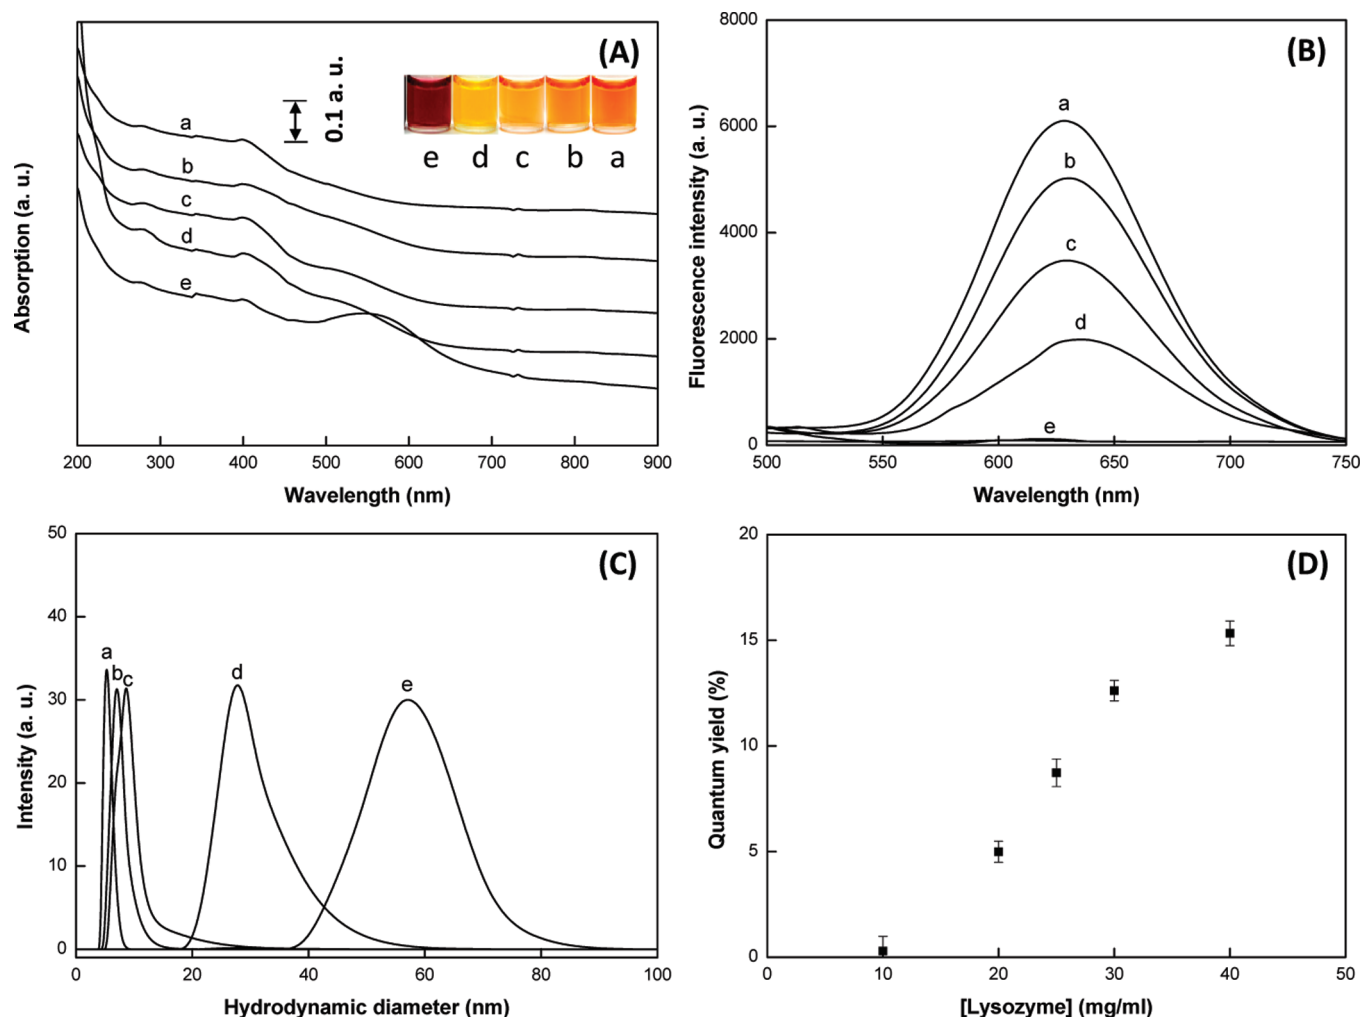 (A)
0.1 a. u.
a
b
c
d
e
e d c b a
Absorption (a. u.)
200 300 400 500 600 700 800 900
Wavelength (nm)
(B)
8000
6000
4000
2000
0
a
b
c
d
e
Fluorescence intensity (a. u.)
500 550 600 650 700 750
Wavelength (nm)
(C)
50
40
30
20
10
0
a b c d e
Intensity (a. u.)
0 20 40 60 80 100
Hydrodynamic diameter (nm)
(D)
20
15
10
5
0
Quantum yield (%)
0 10 20 30 40 50
[Lysozyme] (mg/ml)